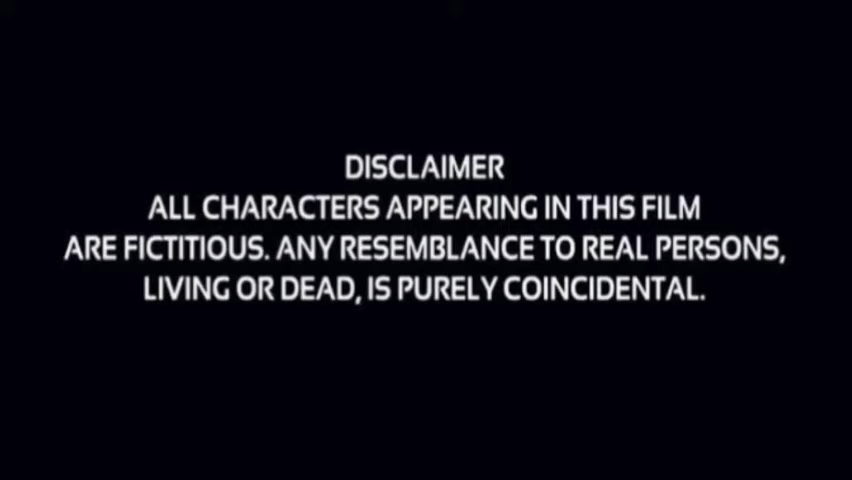 DISCLAIMER
ALL CHARACTERS APPEARING IN THIS FILM
ARE FICTITIOUS. ANY RESEMBLANCE TO REAL PERSONS,
LIVING OR DEAD, IS PURELY COINCIDENTAL.